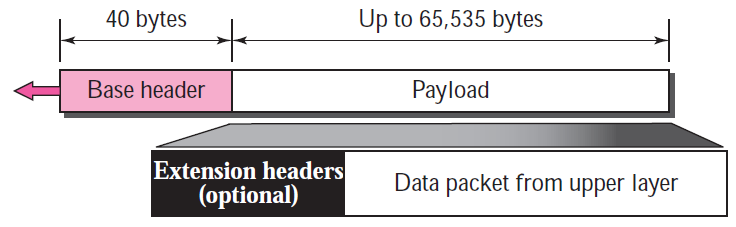 40 bytes
Up to 65,535 bytes
Base header
Payload
Extension headers
(optional)
Data packet from upper layer